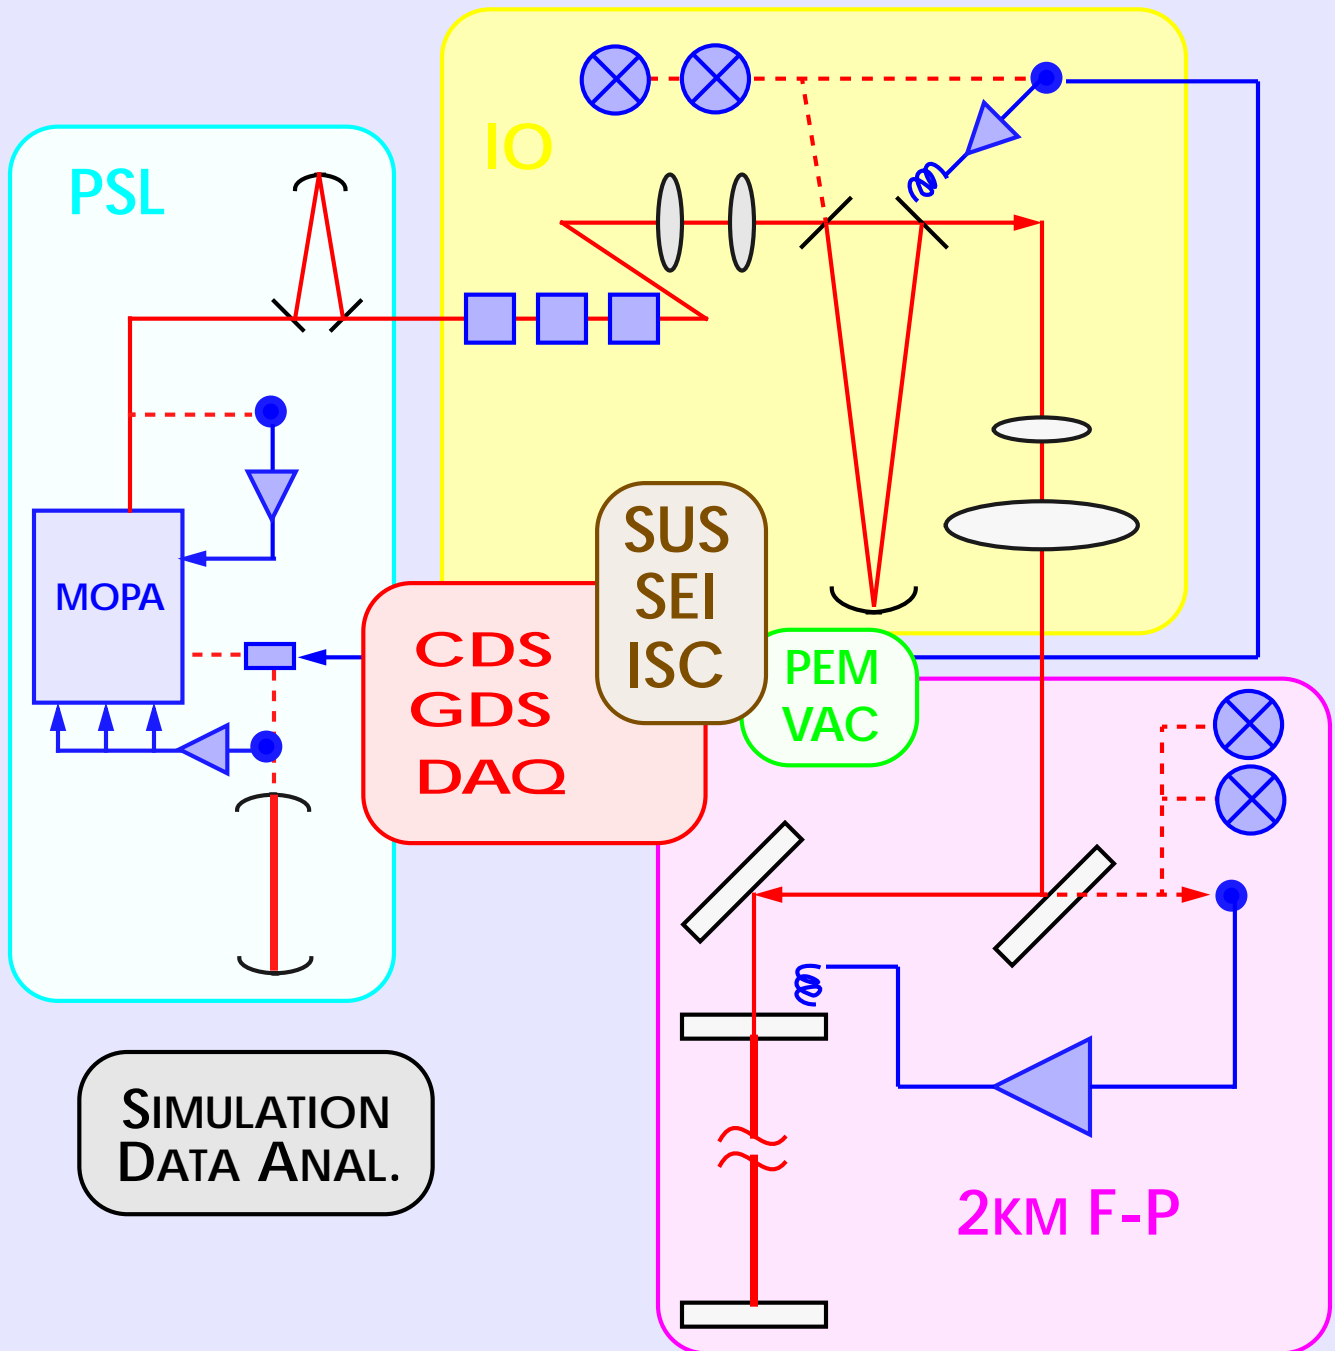 IO
PSL
MOPA
SUS
SEI
ISC
CDS
GDS
DAQ
PEM
VAC
SIMULATION
DATA ANAL.
2KM F-P